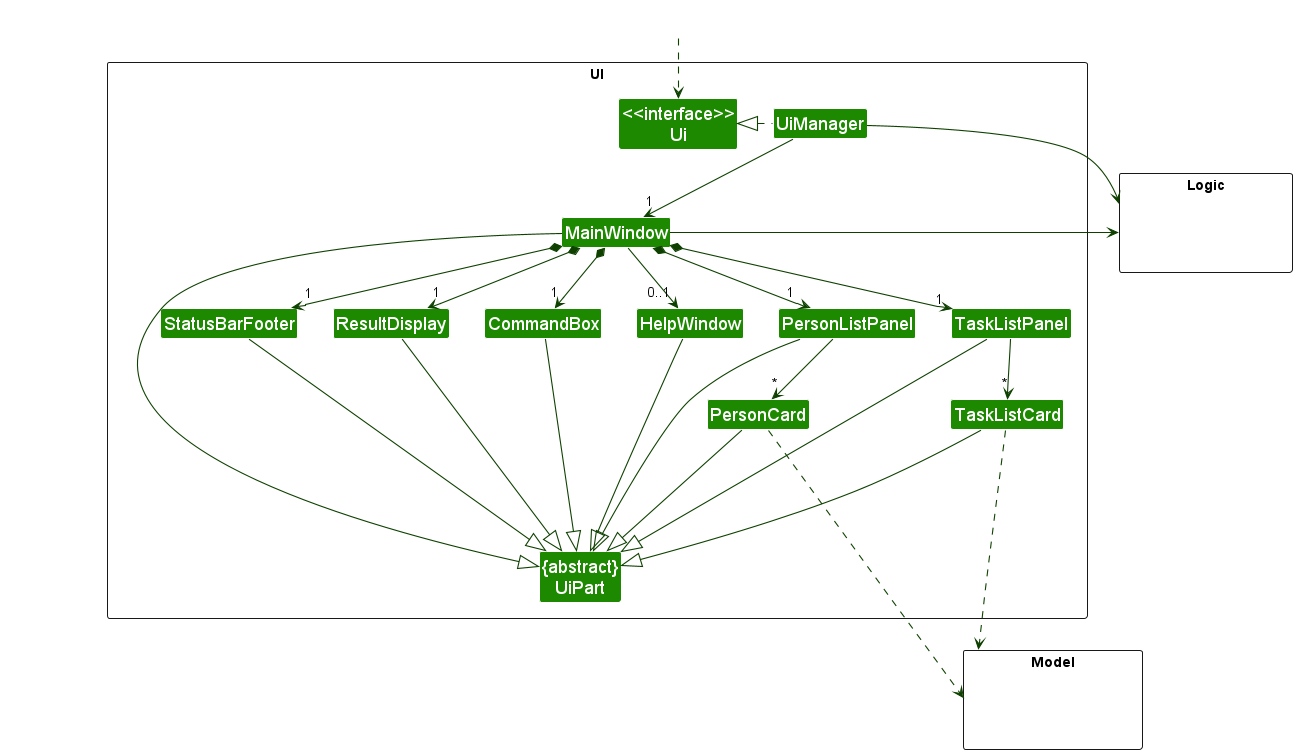 UI
<<interface>>
Ui
UiManager
Logic
1
MainWindow
1
1
1
0..1
1
1
StatusBarFooter
ResultDisplay
CommandBox
HelpWindow
PersonListPanel
TaskListPanel
*
*
PersonCard
TaskListCard
{abstract}
UiPart
Model